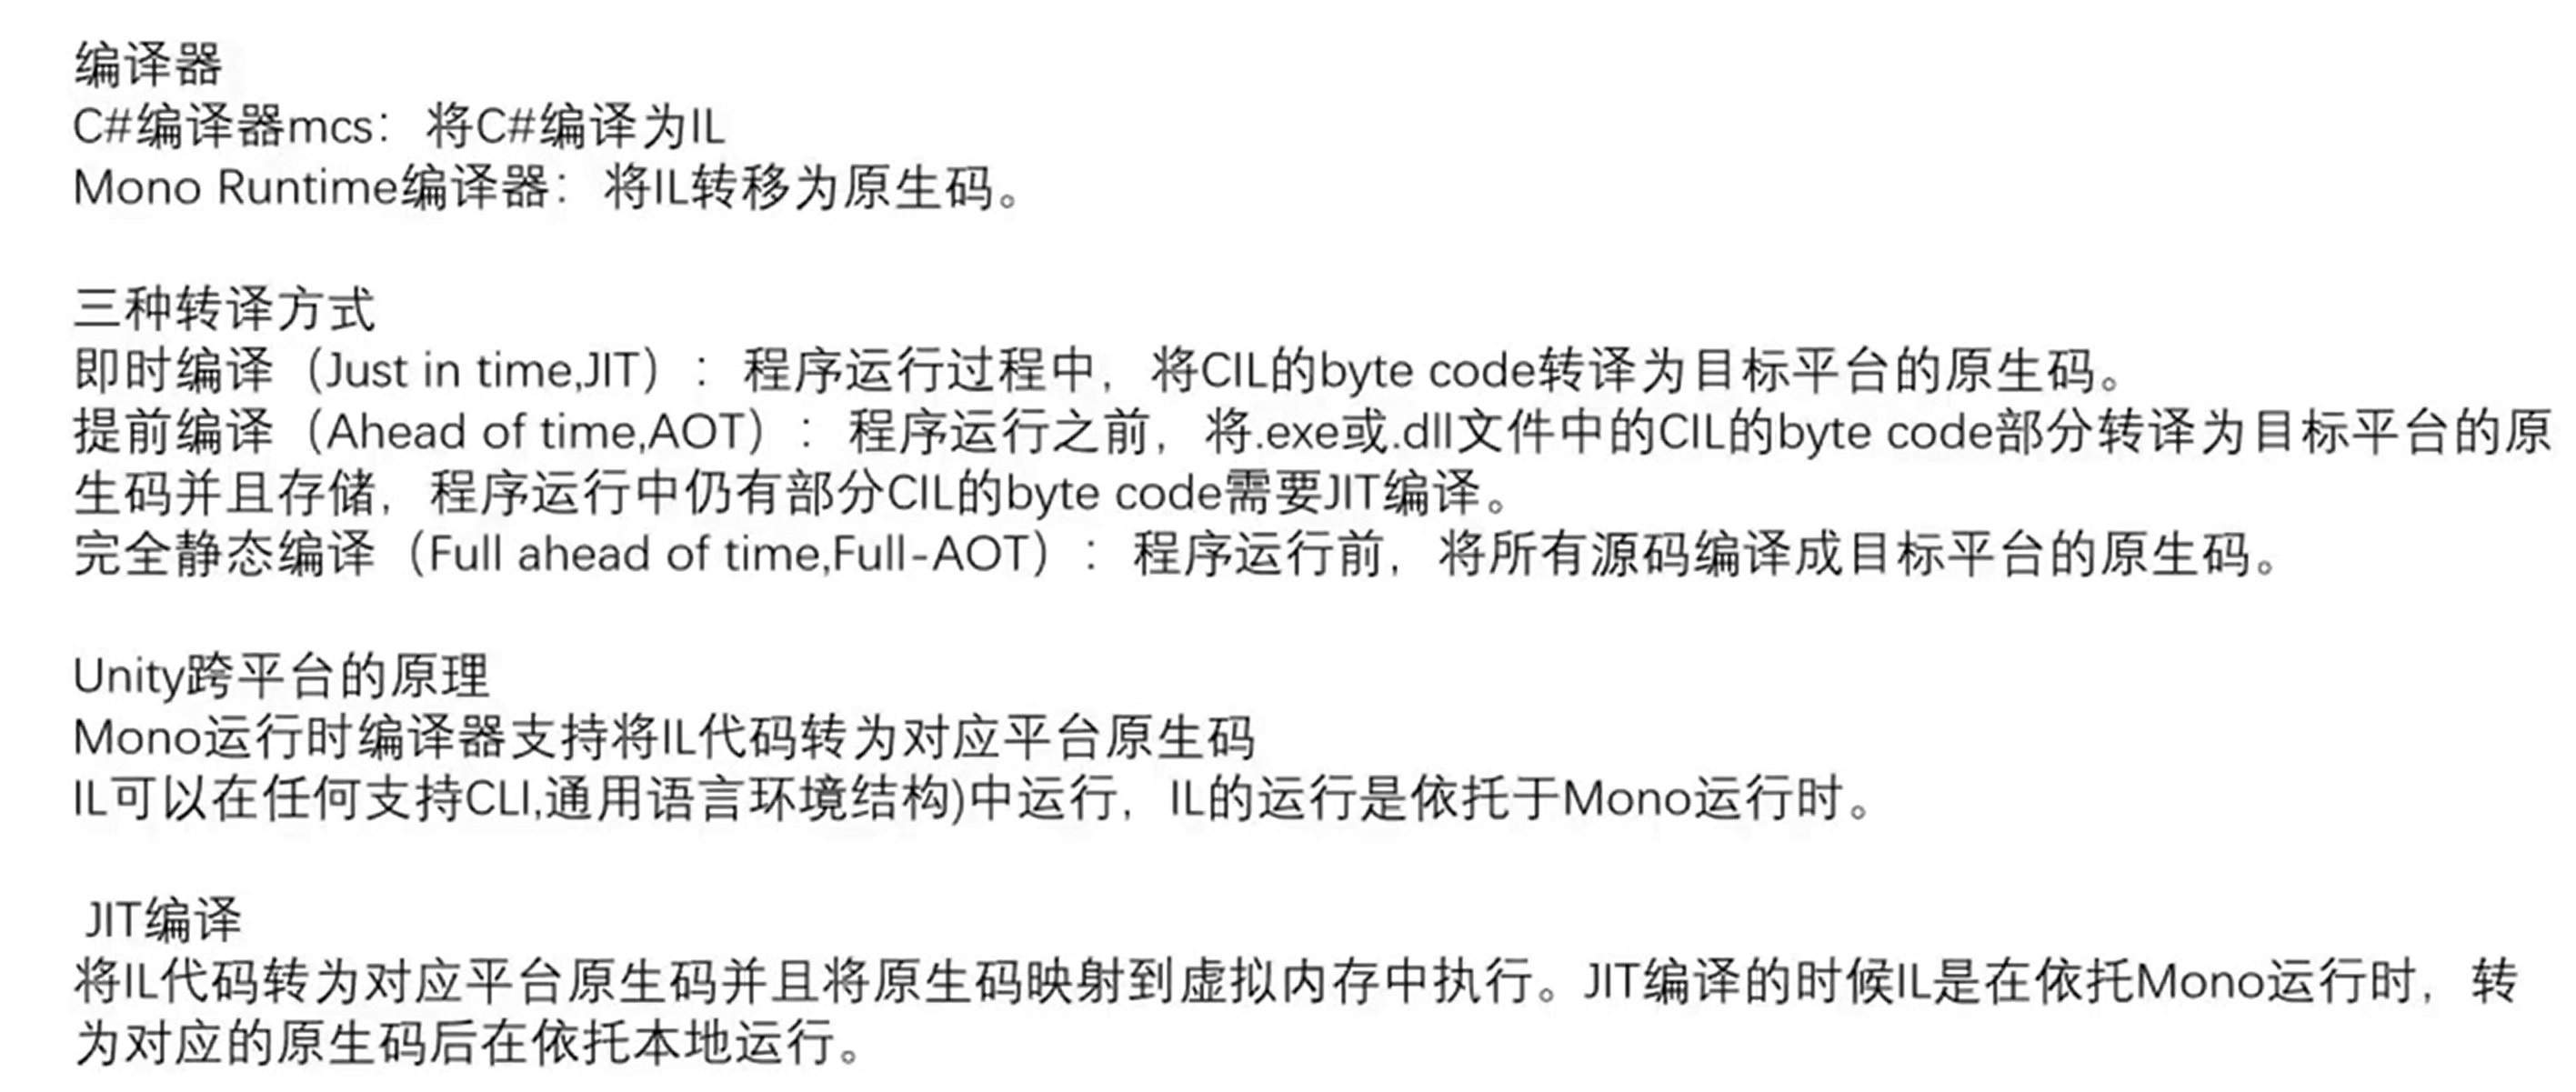 编译器
C#编译器mcs：将C#编译为IL
Mono Runtime编译器：将IL转移为原生码。
三种转译方式
即时编译（Just in time,JIT）：程序运行过程中，将CIL的byte code转译为目标平台的原生码。
提前编译（Ahead of time,AOT）：程序运行之前，将.exe或.dll文件中的CIL的byte code部分转译为目标平台的原
生码并且存储，程序运行中仍有部分CIL的byte code需要JIT编译。
完全静态编译（Full ahead of time,Full-AOT）：程序运行前，将所有源码编译成目标平台的原生码。
Unity跨平台的原理
Mono运行时编译器支持将IL代码转为对应平台原生码
IL可以在任何支持CLI,通用语言环境结构)中运行，IL的运行是依托于Mono运行时。
JIT编译
将IL代码转为对应平台原生码并且将原生码映射到虚拟内存中执行。JIT编译的时候IL是在依托Mono运行时，转
为对应的原生码后在依托本地运行。